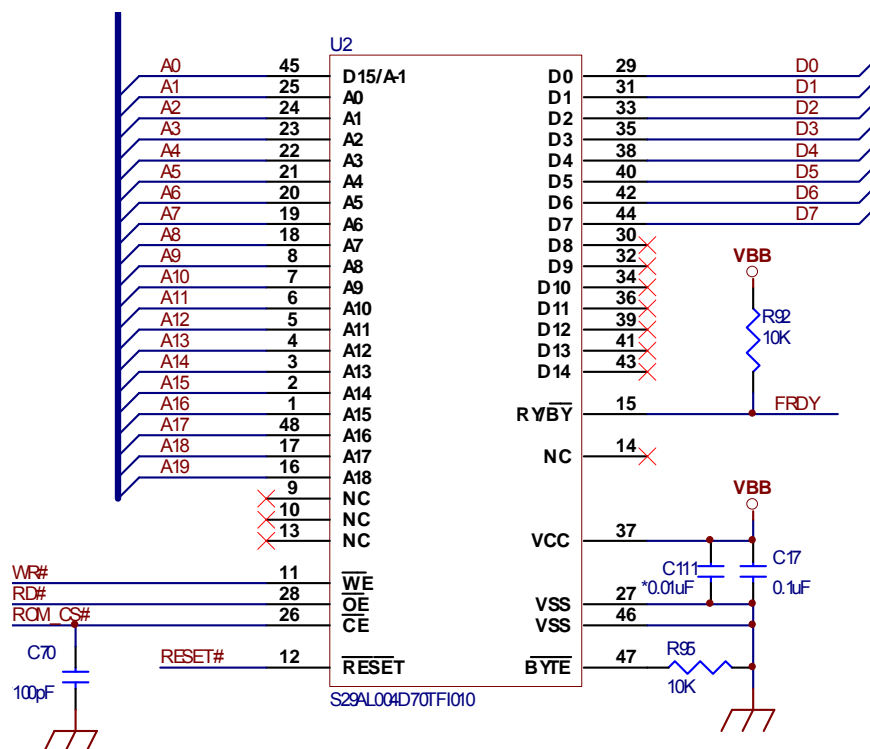 U2
A0 45 D15/A-1 D0 29 D0
A1 25 A0 D1 31 D1
A2 24 A1 D2 33 D2
A3 23 A2 D3 35 D3
A4 22 A3 D4 38 D4
A5 21 A4 D5 40 D5
A6 20 A5 D6 42 D6
A7 19 A6 D7 44 D7
A8 18 A7 D8 30
A9 8 A8 D9 32
A10 7 A9 D10 34
A11 6 A10 D11 36
A12 5 A11 D12 39
A13 4 A12 D13 41
A14 3 A13 D14 43
A15 2 A14
A16 1 A15 RY/BY 15 FRDY
A17 48 A16
A18 17 A17 NC 14
A19 16 A18
9 NC
10 NC
13 NC VCC 37
WR# 11 WE
RD# 28 OE VSS 27
ROM_CS# 26 CE VSS 46
RESET# 12 RESET BYTE 47
VBB
R92
10K
VBB
C111
*0.01uF
C17
0.1uF
R95
10K
C70
100pF
S29AL004D70TFI010